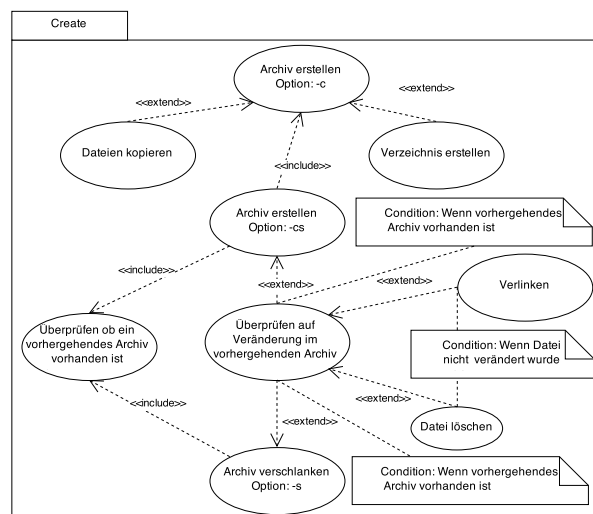 Create
Archiv erstellen
Option: -c
<<extend>>
<<extend>>
Dateien kopieren
Verzeichnis erstellen
<<include>>
Archiv erstellen
Option: -cs
Condition: Wenn vorhergehendes
Archiv vorhanden ist
<<include>>
<<extend>>
<<extend>>
Verlinken
Überprüfen ob ein
vorhergehendes Archiv
vorhanden ist
Überprüfen auf
Veränderung im
vorhergehenden Archiv
Condition: Wenn Datei
nicht verändert wurde
<<include>>
<<extend>>
<<extend>>
Datei löschen
Archiv verschlanken
Option: -s
Condition: Wenn vorhergehendes
Archiv vorhanden ist